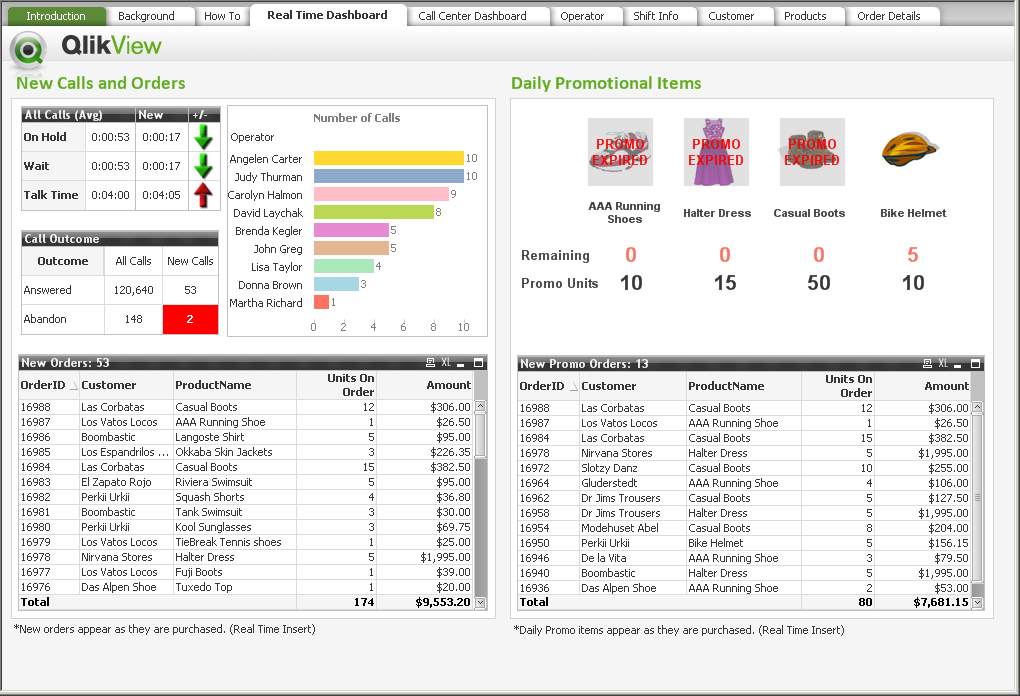 Introduction Background How To Real Time Dashboard Call Center Dashboard Operator Shift Info Customer Products Order Details
QlikView
New Calls and Orders
All Calls (Avg) New +/-
On Hold 0:00:53 0:00:17
Wait 0:00:53 0:00:17
Talk Time 0:04:00 0:04:05
Call Outcome
Outcome All Calls New Calls
Answered 120,640 53
Abandon 148 2
Number of Calls
Operator
Angelen Carter 10
Judy Thurman 10
Carolyn Halmon 9
David Laychak 8
Brenda Kegler 5
John Greg 5
Lisa Taylor 4
Donna Brown 3
Martha Richard 1
0 2 4 6 8 10
New Orders: 53 XL
OrderID Customer ProductName Units On Order Amount
16988 Las Corbatas Casual Boots 12 $306.00
16987 Los Vatos Locos AAA Running Shoe 1 $26.50
16986 Boombastic Langoste Shirt 5 $95.00
16985 Los Espandrilos ... Okkaba Skin Jackets 3 $226.35
16984 Las Corbatas Casual Boots 15 $382.50
16983 El Zapato Rojo Riviera Swimsuit 5 $95.00
16982 Perkii Urkii Squash Shorts 4 $36.80
16981 Boombastic Tank Swimsuit 3 $30.00
16980 Perkii Urkii Kool Sunglasses 3 $69.75
16979 Los Vatos Locos TieBreak Tennis shoes 1 $25.00
16978 Nirvana Stores Halter Dress 5 $1,995.00
16977 Los Vatos Locos Fuji Boots 1 $39.00
16976 Das Alpen Shoe Tuxedo Top 1 $20.00
Total 174 $9,553.20
*New orders appear as they are purchased. (Real Time Insert)
Daily Promotional Items
PROMO EXPIRED PROMO EXPIRED PROMO EXPIRED
AAA Running Shoes Halter Dress Casual Boots Bike Helmet
Remaining 0 0 0 5
Promo Units 10 15 50 10
New Promo Orders: 13 XL
OrderID Customer ProductName Units On Order Amount
16988 Las Corbatas Casual Boots 12 $306.00
16987 Los Vatos Locos AAA Running Shoe 1 $26.50
16984 Las Corbatas Casual Boots 15 $382.50
16978 Nirvana Stores Halter Dress 5 $1,995.00
16972 Slotzy Danz Casual Boots 10 $255.00
16964 Gluderstedt AAA Running Shoe 4 $106.00
16962 Dr Jims Trousers Casual Boots 5 $127.50
16958 Dr Jims Trousers Halter Dress 5 $1,995.00
16954 Modehuset Abel Casual Boots 8 $204.00
16950 Perkii Urkii Bike Helmet 5 $156.15
16946 De la Vita AAA Running Shoe 3 $79.50
16940 Boombastic Halter Dress 5 $1,995.00
16936 Das Alpen Shoe AAA Running Shoe 2 $53.00
Total 80 $7,681.15
*Daily Promo items appear as they are purchased. (Real Time Insert)